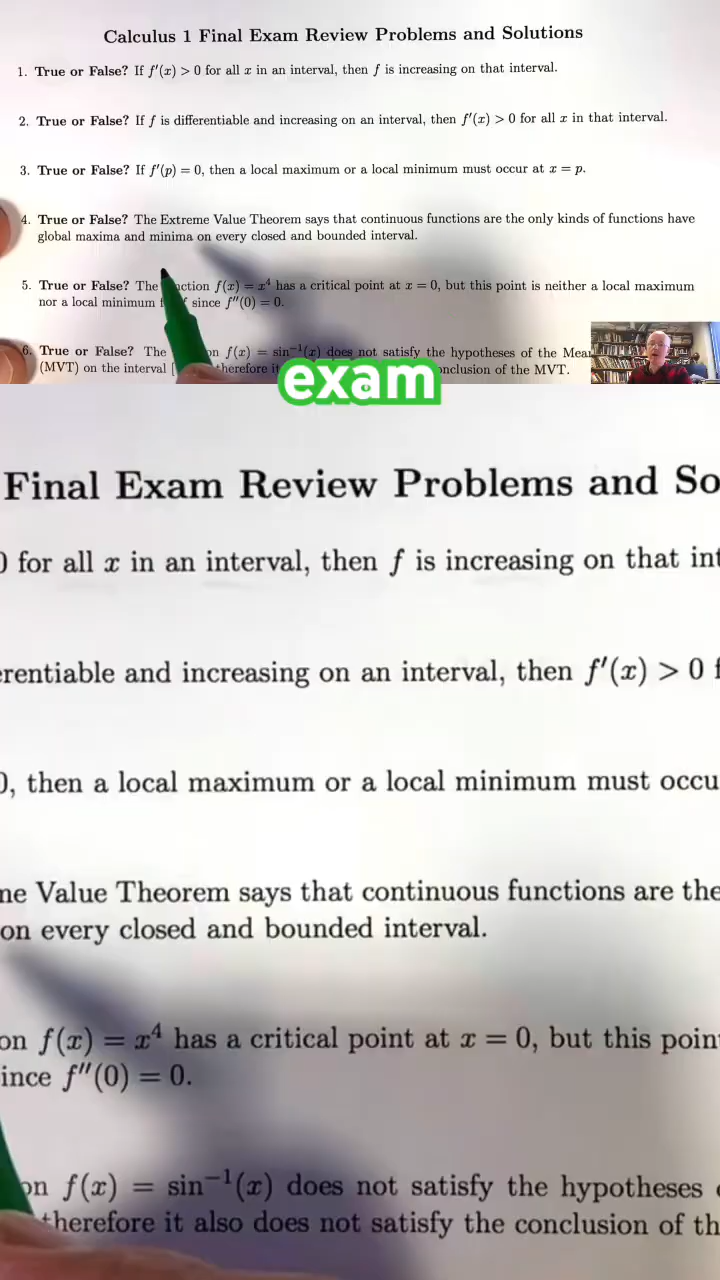 Calculus 1 Final Exam Review Problems and Solutions
1. True or False? If f′(x) > 0 for all x in an interval, then f is increasing on that interval.
2. True or False? If f is differentiable and increasing on an interval, then f′(x) > 0 for all x in that interval.
3. True or False? If f′(p) = 0, then a local maximum or a local minimum must occur at x = p.
4. True or False? The Extreme Value Theorem says that continuous functions are the only kinds of functions have
global maxima and minima on every closed and bounded interval.
5. True or False? The nction f(x) = x⁴ has a critical point at x = 0, but this point is neither a local maximum
nor a local minimum f since f″(0) = 0.
6. True or False? The on f(x) = sin⁻¹(x) does not satisfy the hypotheses of the Mea
(MVT) on the interval [ therefore it onclusion of the MVT.
exam
Final Exam Review Problems and So
0 for all x in an interval, then f is increasing on that int
erentiable and increasing on an interval, then f′(x) > 0 f
0, then a local maximum or a local minimum must occu
me Value Theorem says that continuous functions are the
on every closed and bounded interval.
on f(x) = x⁴ has a critical point at x = 0, but this poin
ince f″(0) = 0.
on f(x) = sin⁻¹(x) does not satisfy the hypotheses
therefore it also does not satisfy the conclusion of th